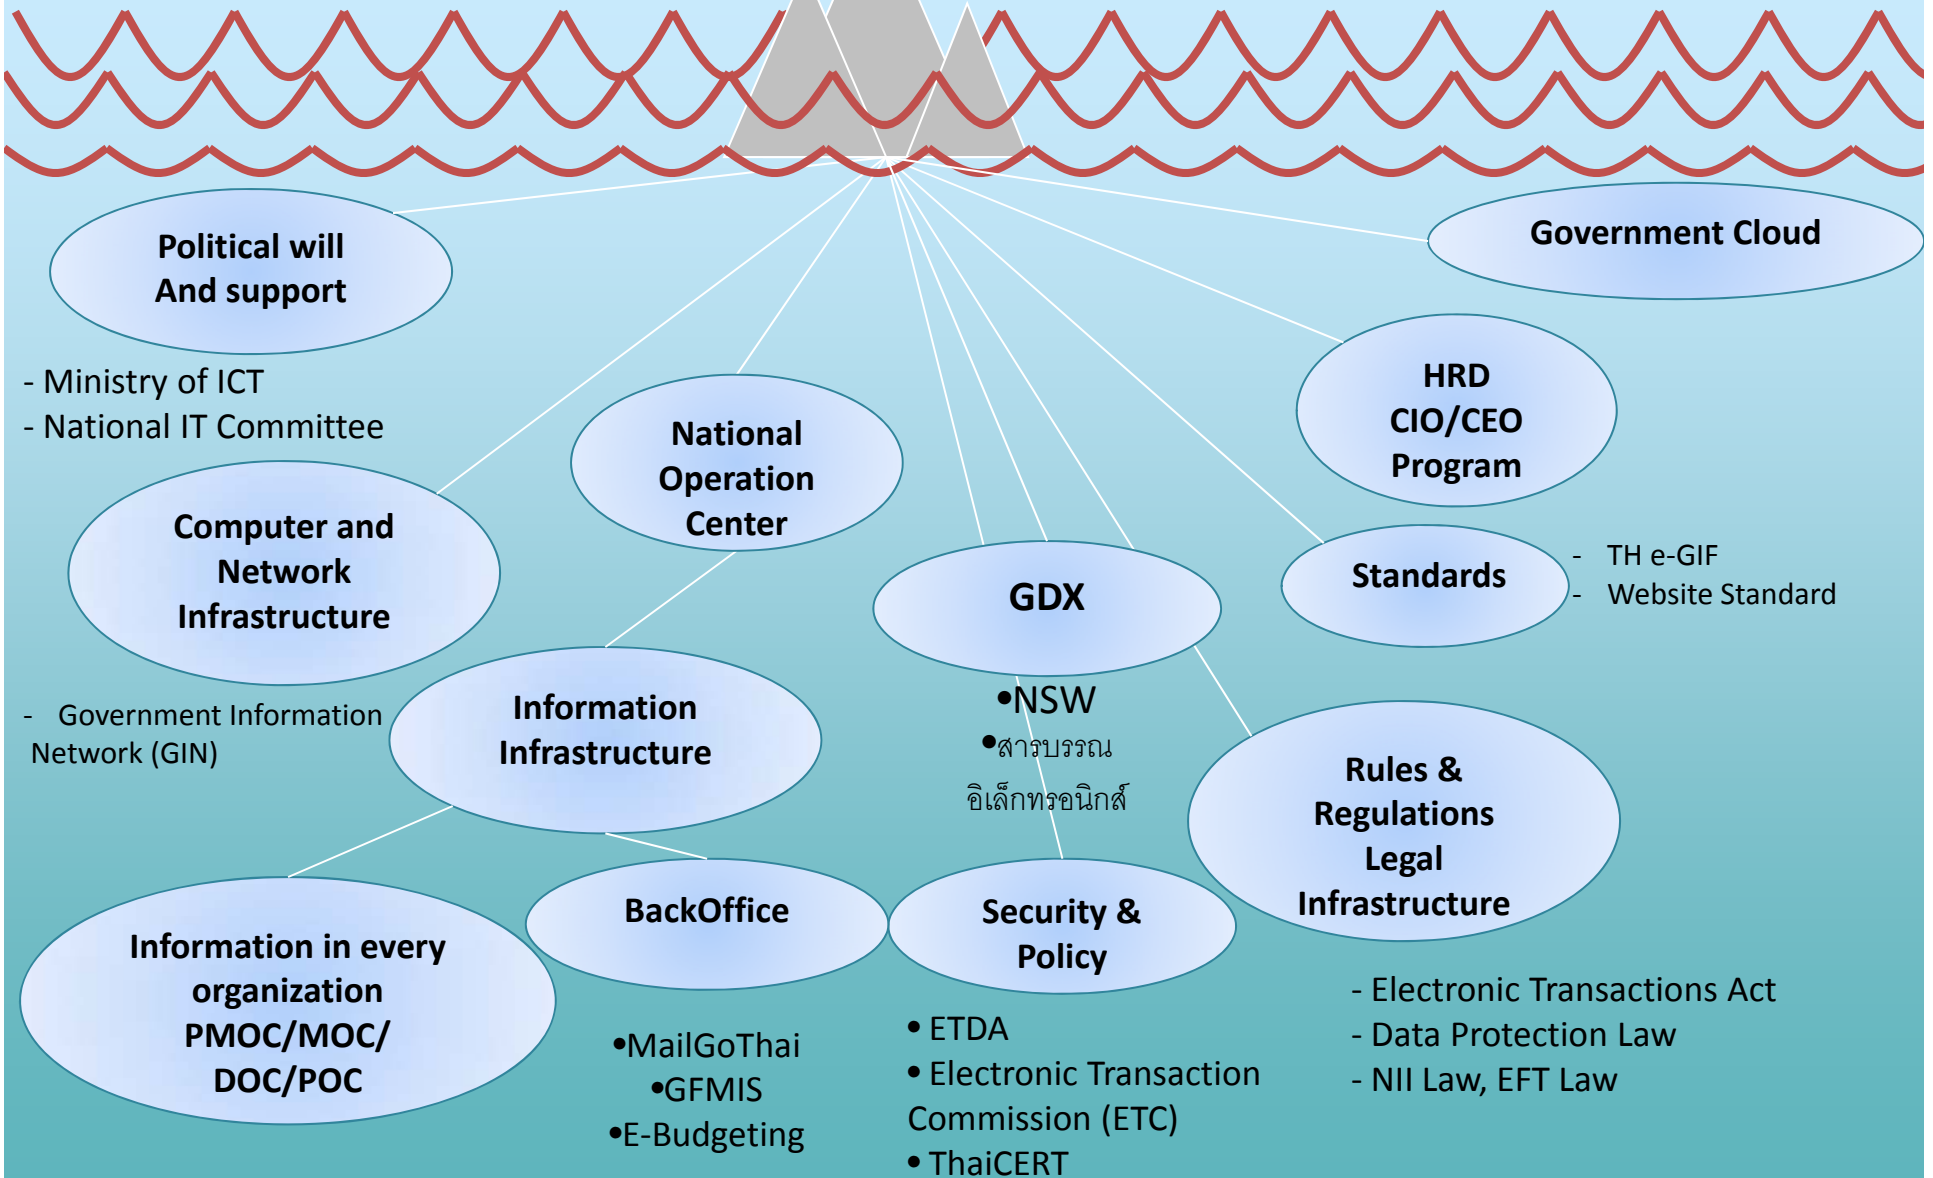 Political will
And support
- Ministry of ICT
- National IT Committee
Government Cloud
HRD
CIO/CEO
Program
National
Operation
Center
Computer and
Network
Infrastructure
- Government Information
Network (GIN)
GDX
•NSW
•สารบรรณ
อิเล็กทรอนิกส์
Standards
- TH e-GIF
- Website Standard
Information
Infrastructure
Rules &
Regulations
Legal
Infrastructure
- Electronic Transactions Act
- Data Protection Law
- NII Law, EFT Law
Information in every
organization
PMOC/MOC/
DOC/POC
BackOffice
•MailGoThai
•GFMIS
•E-Budgeting
Security &
Policy
• ETDA
• Electronic Transaction
Commission (ETC)
• ThaiCERT